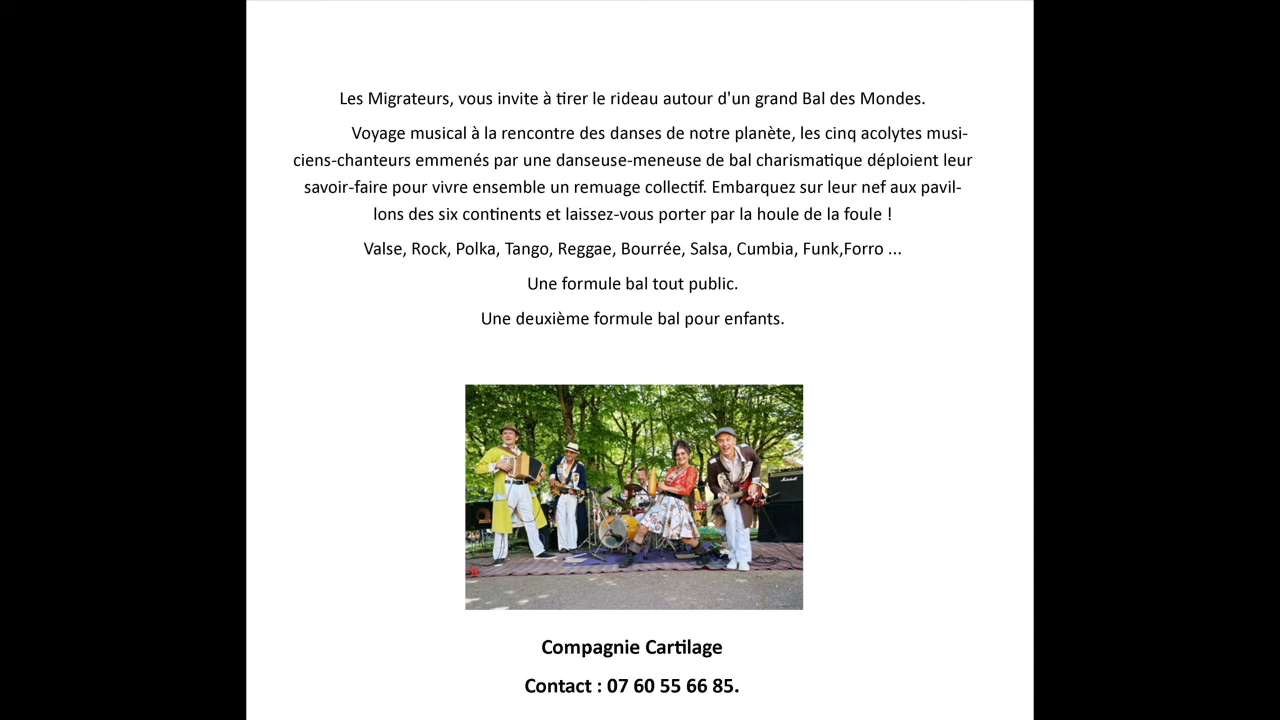 Les Migrateurs, vous invite à tirer le rideau autour d'un grand Bal des Mondes.
Voyage musical à la rencontre des danses de notre planète, les cinq acolytes musi-
ciens-chanteurs emmenés par une danseuse-meneuse de bal charismatique déploient leur
savoir-faire pour vivre ensemble un remuage collectif. Embarquez sur leur nef aux pavil-
lons des six continents et laissez-vous porter par la houle de la foule !
Valse, Rock, Polka, Tango, Reggae, Bourrée, Salsa, Cumbia, Funk,Forro ...
Une formule bal tout public.
Une deuxième formule bal pour enfants.
Marshall
Compagnie Cartilage
Contact : 07 60 55 66 85.